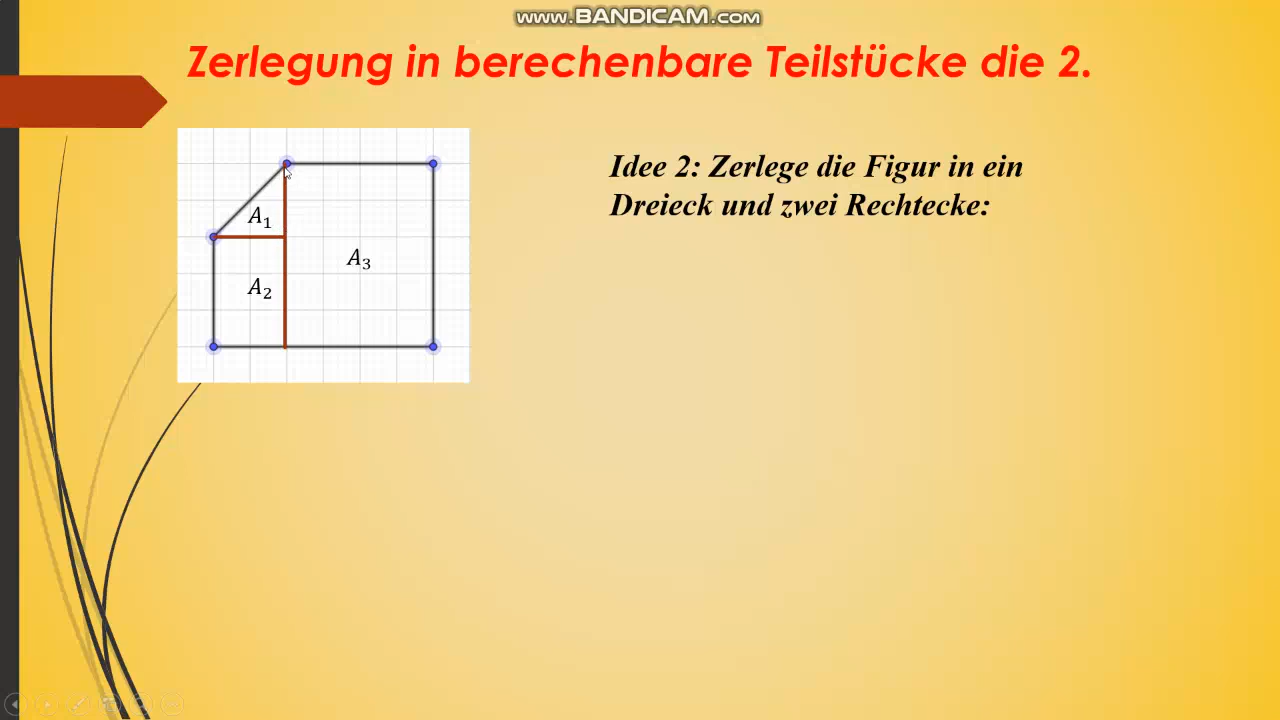 www.BANDICAM.com
Zerlegung in berechenbare Teilstücke die 2.
Idee 2: Zerlege die Figur in ein
Dreieck und zwei Rechtecke:
A₁
A₃
A₂